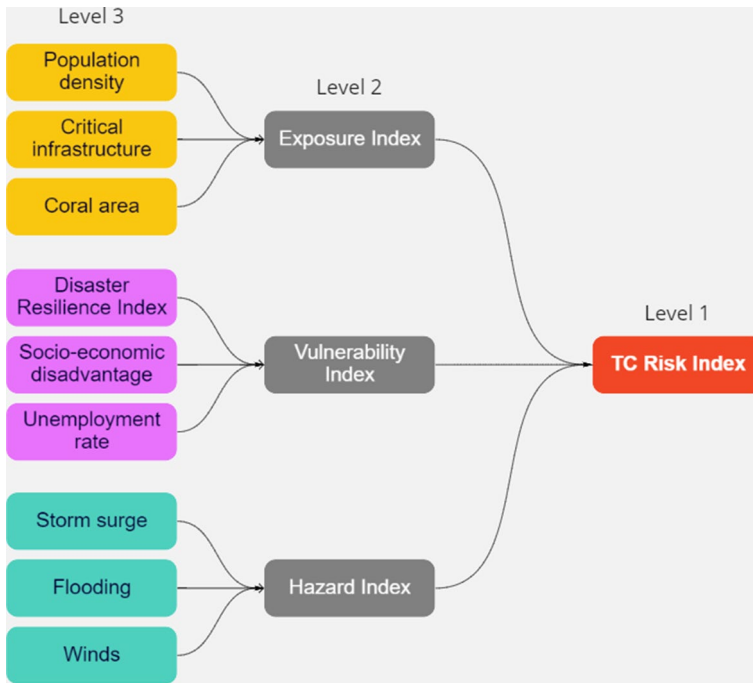 Level 3
Population
density
Critical
infrastructure
Coral area
Level 2
Exposure Index
Disaster
Resilience Index
Socio-economic
disadvantage
Unemployment
rate
Vulnerability
Index
Level 1
TC Risk Index
Storm surge
Flooding
Winds
Hazard Index